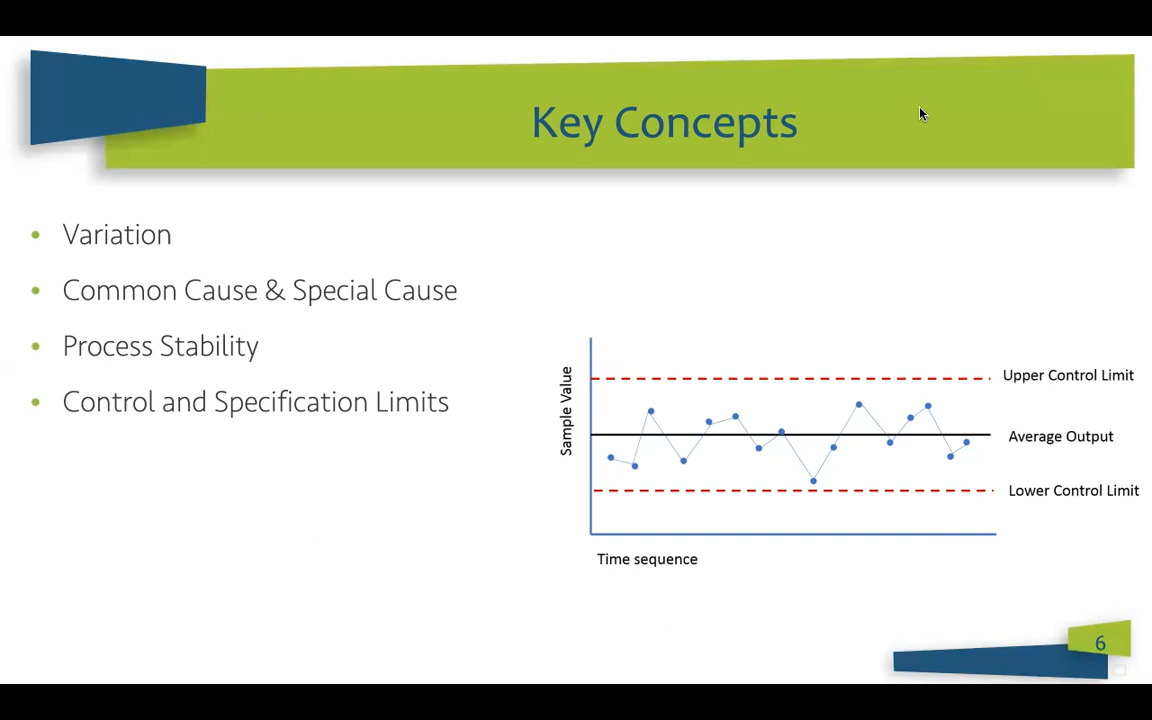 Key Concepts
• Variation
• Common Cause & Special Cause
• Process Stability
• Control and Specification Limits
Sample Value
Upper Control Limit
Average Output
Lower Control Limit
Time sequence
6